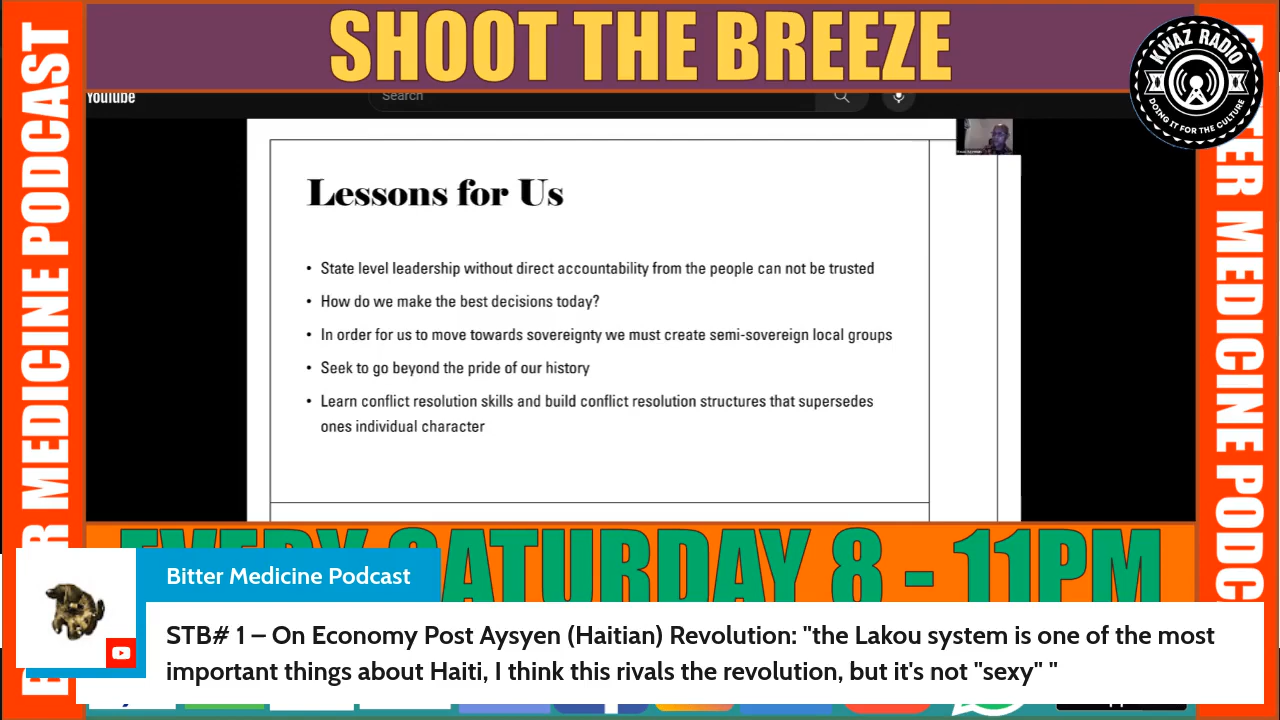 SHOOT THE BREEZE
BITTER MEDICINE PODCAST
KWAZ RADIO
DOING IT FOR THE CULTURE
YouTube
Search
Lessons for Us
• State level leadership without direct accountability from the people can not be trusted
• How do we make the best decisions today?
• In order for us to move towards sovereignty we must create semi-sovereign local groups
• Seek to go beyond the pride of our history
• Learn conflict resolution skills and build conflict resolution structures that supersedes
ones individual character
EVERY SATURDAY 8 - 11PM
Bitter Medicine Podcast
STB# 1 – On Economy Post Aysyen (Haitian) Revolution: "the Lakou system is one of the most
important things about Haiti, I think this rivals the revolution, but it's not "sexy" "
BITTER MEDICINE PODC